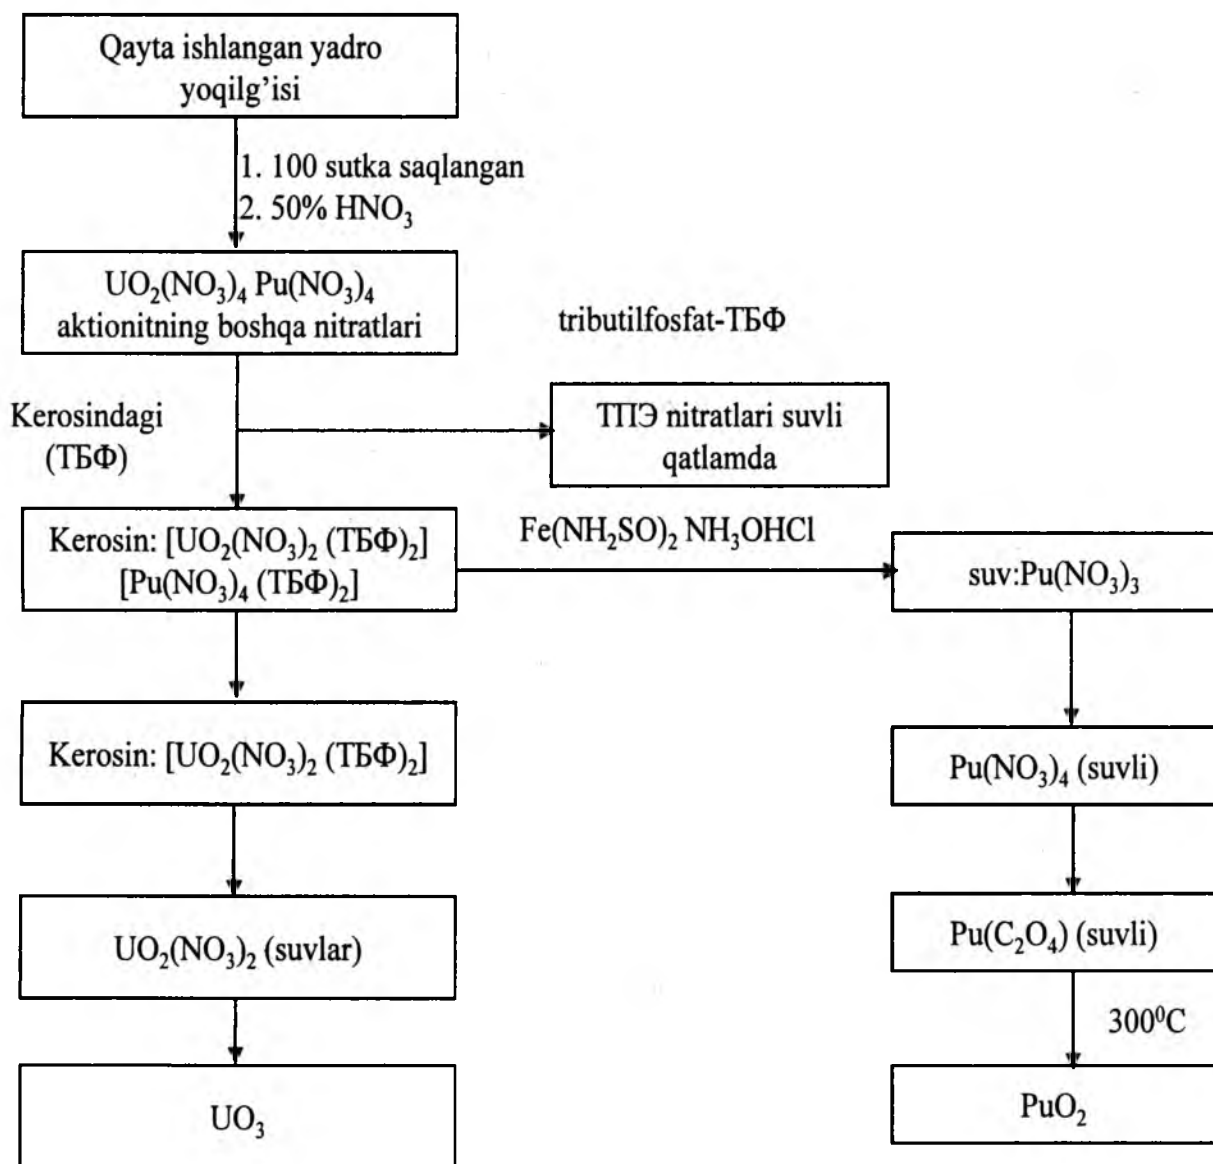 Qayta ishlangan yadro
yoqilg’isi
1. 100 sutka saqlangan
2. 50% HNO₃
UO₂(NO₃)₄ Pu(NO₃)₄
aktionitning boshqa nitratlari
tributilfosfat-ТБФ
Kerosindagi
(ТБФ)
ТПЭ nitratlari suvli
qatlamda
Kerosin: [UO₂(NO₃)₂ (ТБФ)₂]
[Pu(NO₃)₄ (ТБФ)₂]
Fe(NH₂SO)₂ NH₃OHCl
suv:Pu(NO₃)₃
Kerosin: [UO₂(NO₃)₂ (ТБФ)₂]
Pu(NO₃)₄ (suvli)
UO₂(NO₃)₂ (suvlar)
Pu(C₂O₄) (suvli)
300⁰C
UO₃
PuO₂